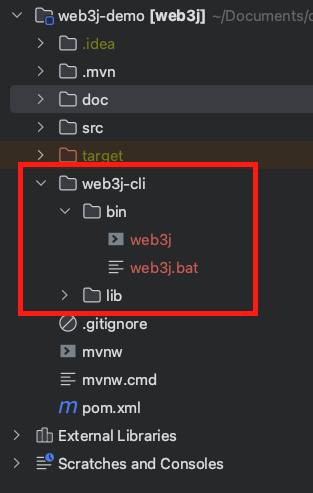 web3j-demo [web3j] ~/Documents/
.idea
.mvn
doc
src
target
web3j-cli
bin
web3j
web3j.bat
lib
.gitignore
mvnw
mvnw.cmd
m pom.xml
External Libraries
Scratches and Consoles